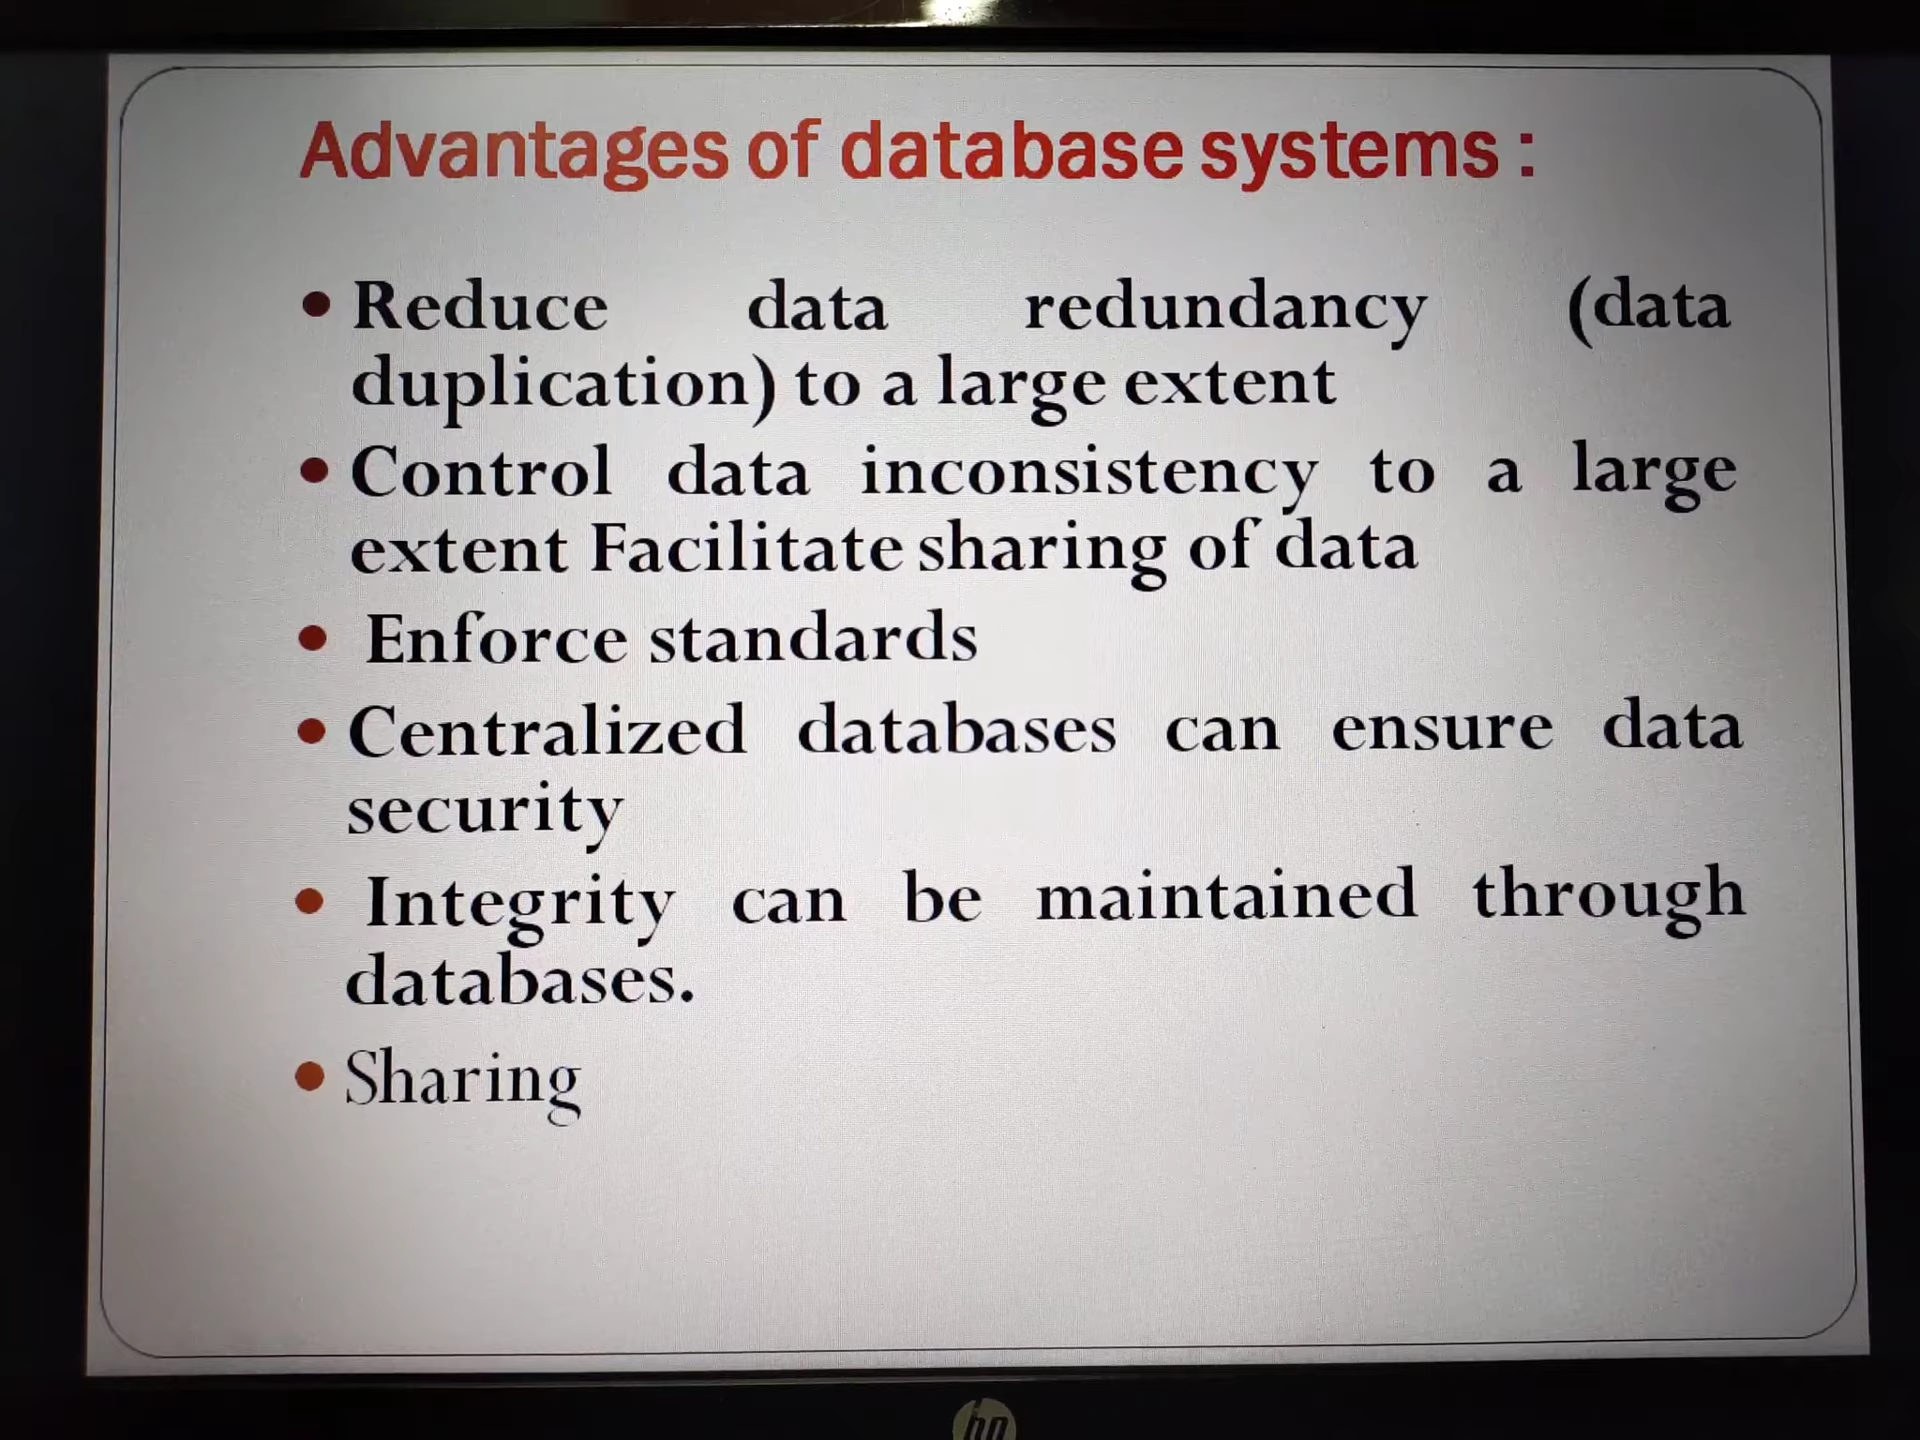 Advantages of database systems :
• Reduce data redundancy (data
duplication) to a large extent
• Control data inconsistency to a large
extent Facilitate sharing of data
• Enforce standards
• Centralized databases can ensure data
security
• Integrity can be maintained through
databases.
• Sharing
hp